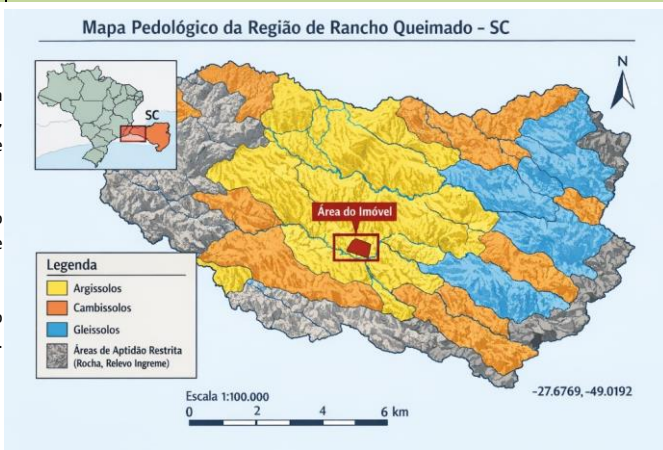 Mapa Pedológico da Região de Rancho Queimado – SC
SC
N
Área do Imóvel
Legenda
Argissolos
Cambissolos
Gleissolos
Áreas de Aptidão Restrita
(Rocha, Relevo Ingreme)
Escala 1:100.000
0 2 4 6 km
-27.6769,-49.0192